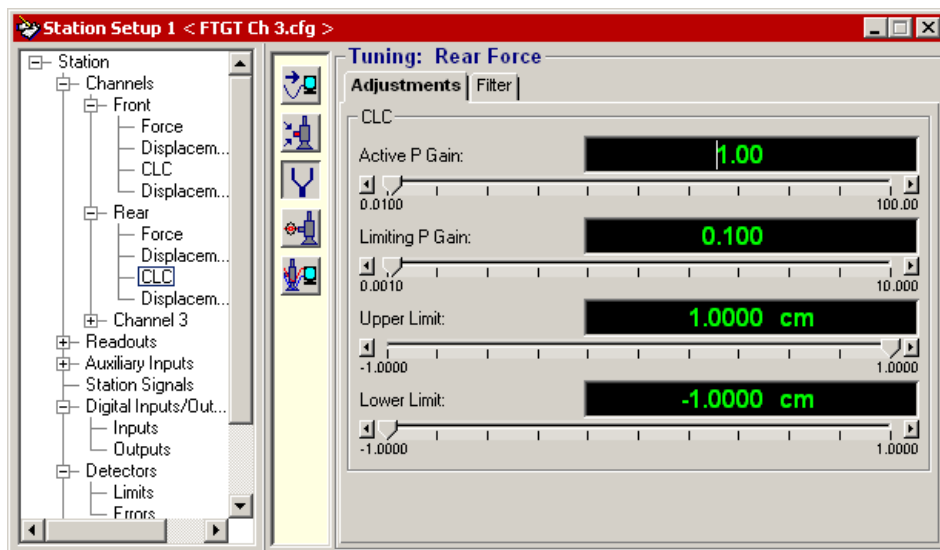 Station Setup 1 < FTGT Ch 3.cfg >
Station
Channels
Front
Force
Displacem...
CLC
Displacem...
Rear
Force
Displacem...
CLC
Displacem...
Channel 3
Readouts
Auxiliary Inputs
Station Signals
Digital Inputs/Out...
Inputs
Outputs
Detectors
Limits
Errors
Tuning: Rear Force
Adjustments Filter
CLC
Active P Gain: 1.00
0.0100 100.00
Limiting P Gain: 0.100
0.0010 10.000
Upper Limit: 1.0000 cm
-1.0000 1.0000
Lower Limit: -1.0000 cm
-1.0000 1.0000